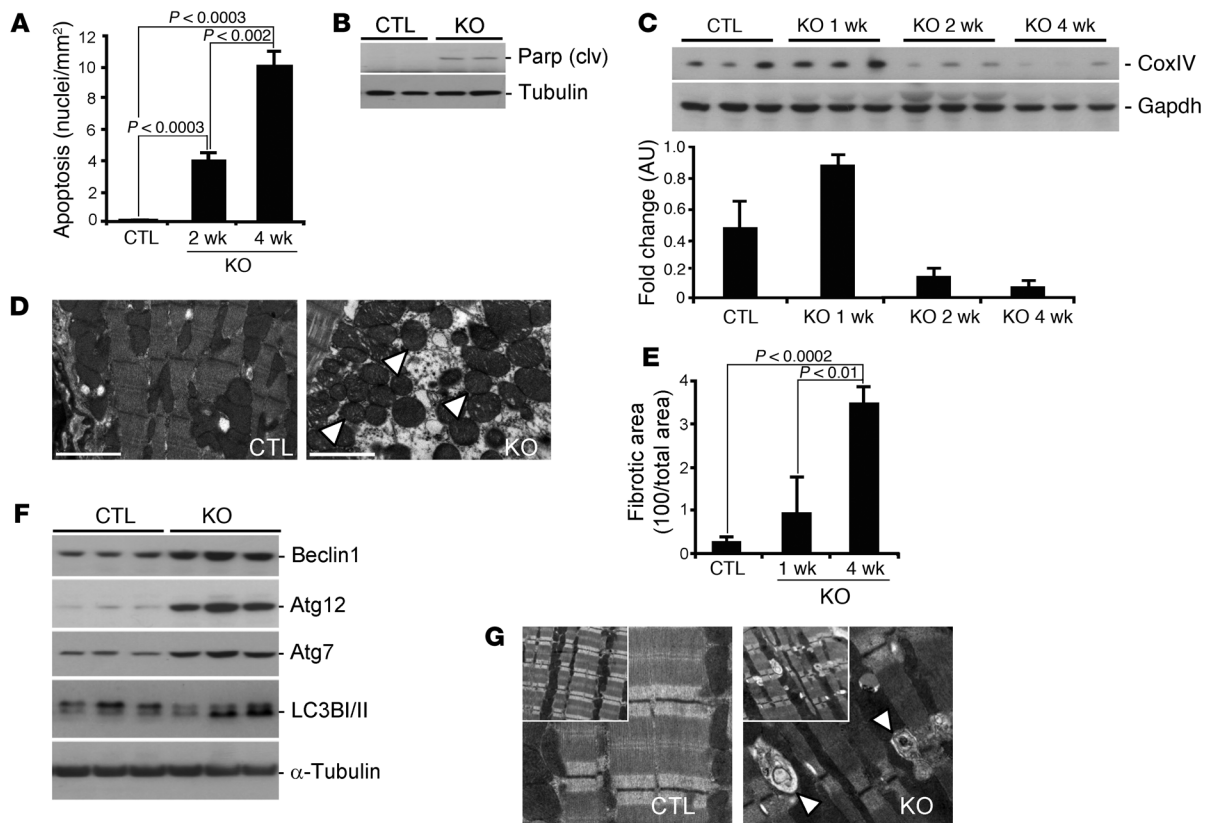 A
Apoptosis (nuclei/mm²)
P < 0.0003
P < 0.002
P < 0.0003
12
10
8
6
4
2
0
CTL
2 wk
4 wk
KO
B
CTL
KO
Parp (clv)
Tubulin
C
CTL
KO 1 wk
KO 2 wk
KO 4 wk
CoxIV
Gapdh
Fold change (AU)
1.0
0.6
0.4
0.2
0
CTL
KO 1 wk
KO 2 wk
KO 4 wk
D
CTL
KO
E
P < 0.0002
P < 0.01
Fibrotic area
(100/total area)
4
3
2
1
0
CTL
1 wk
4 wk
KO
F
CTL
KO
Beclin1
Atg12
Atg7
LC3BI/II
α-Tubulin
G
CTL
KO